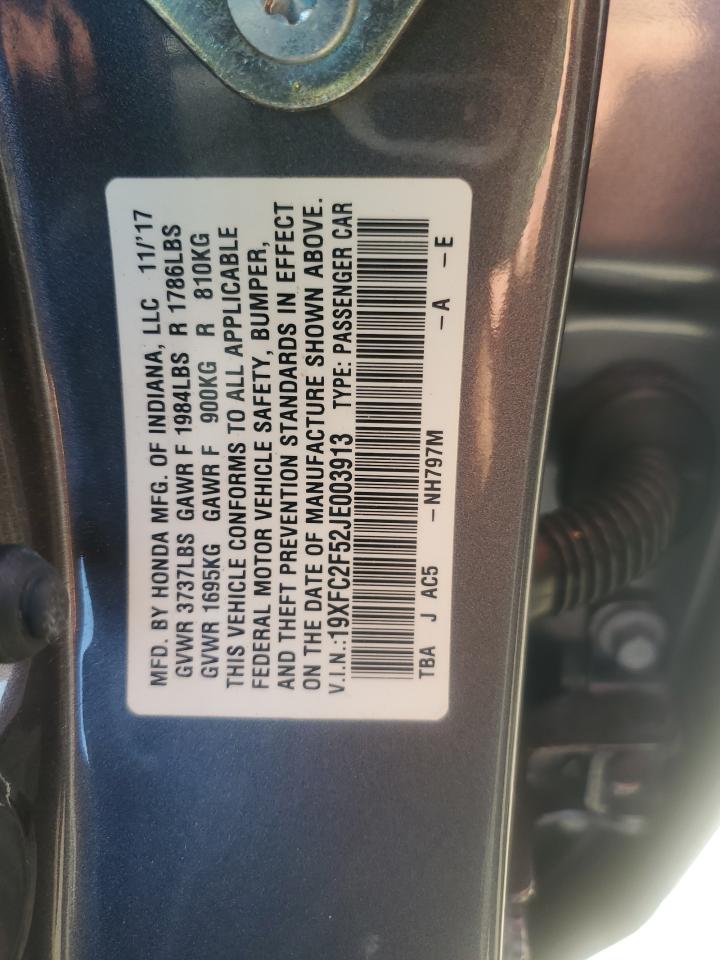 MFD. BY HONDA MFG. OF INDIANA, LLC 11/'17
GVWR 3737LBS GAWR F 1984LBS R 1786LBS
GVWR 1695KG GAWR F 900KG R 810KG
THIS VEHICLE CONFORMS TO ALL APPLICABLE
FEDERAL MOTOR VEHICLE SAFETY, BUMPER,
AND THEFT PREVENTION STANDARDS IN EFFECT
ON THE DATE OF MANUFACTURE SHOWN ABOVE.
V.I.N.:19XFC2F52JE003913 TYPE: PASSENGER CAR
TBA J AC5 -NH797M -A -E